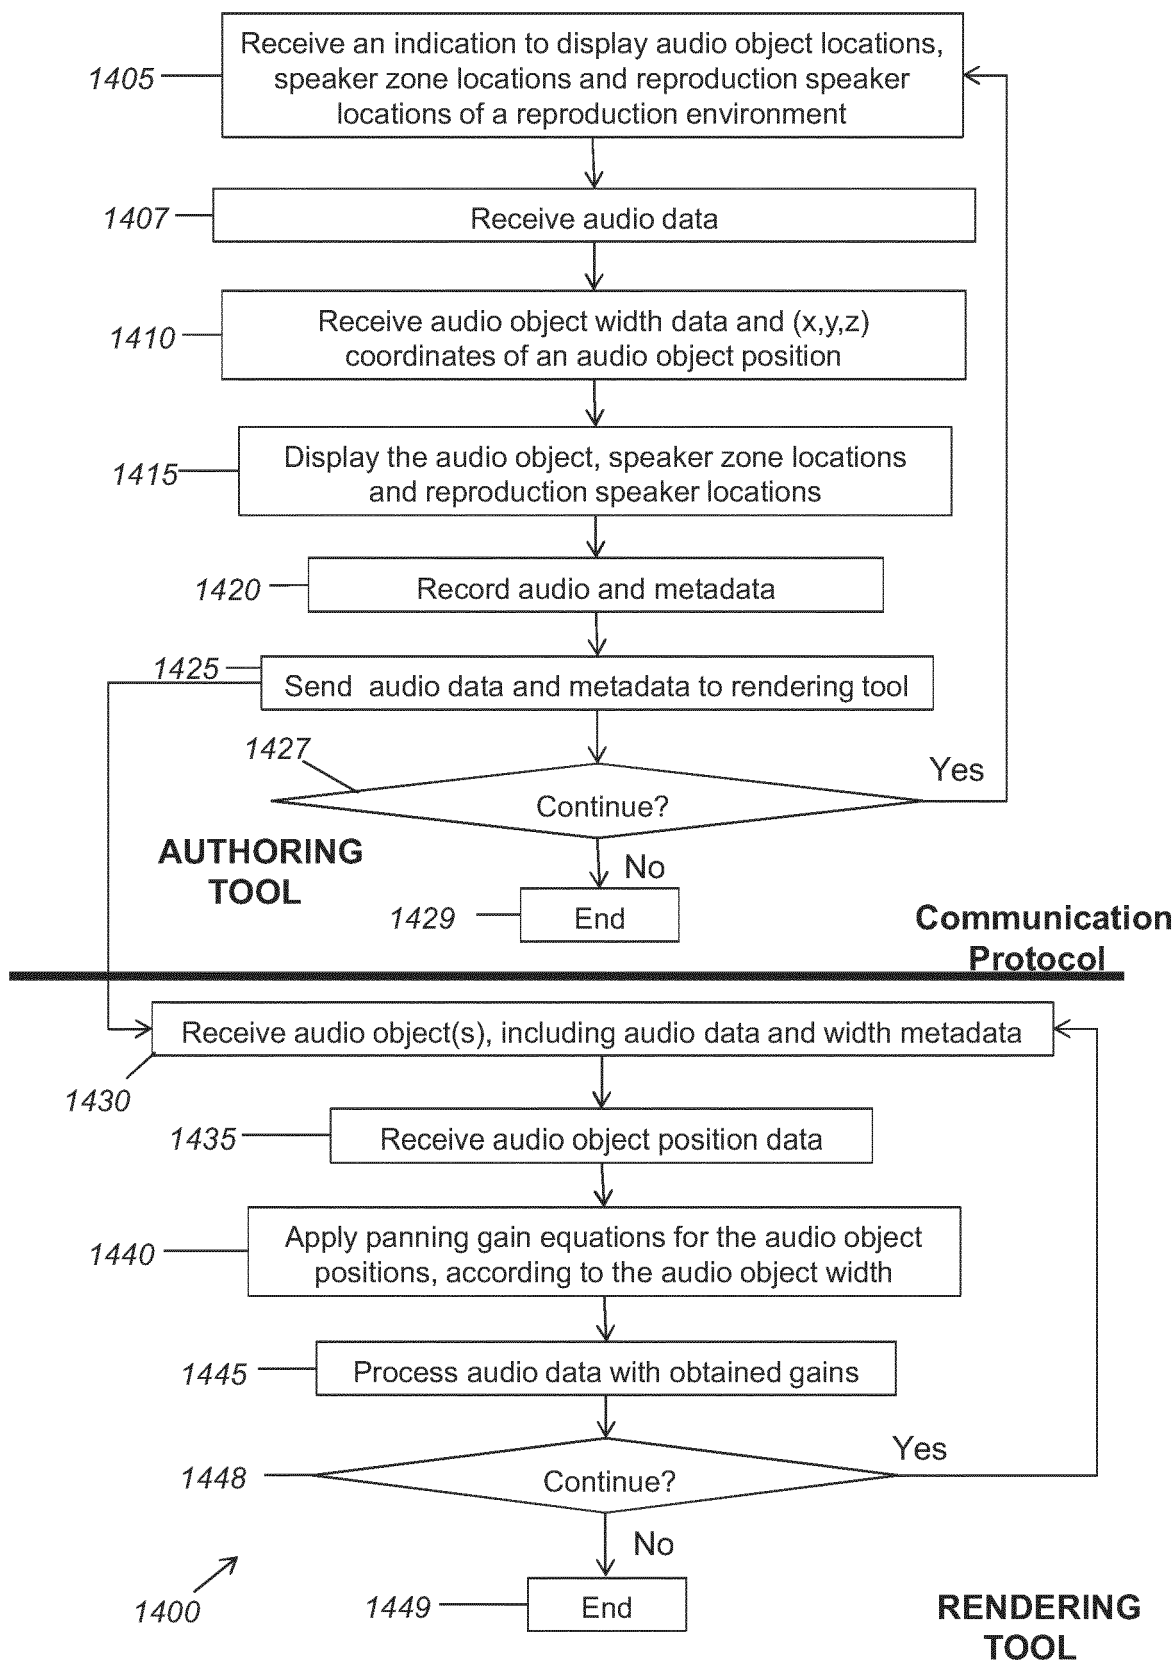 Receive an indication to display audio object locations,
speaker zone locations and reproduction speaker
locations of a reproduction environment
1405
Receive audio data
1407
Receive audio object width data and (x,y,z)
coordinates of an audio object position
1410
Display the audio object, speaker zone locations
and reproduction speaker locations
1415
Record audio and metadata
1420
1425
Send audio data and metadata to rendering tool
1427
Yes
Continue?
AUTHORING
TOOL
No
1429
End
Communication
Protocol
Receive audio object(s), including audio data and width metadata
1430
1435
Receive audio object position data
1440
Apply panning gain equations for the audio object
positions, according to the audio object width
1445
Process audio data with obtained gains
Yes
1448
Continue?
No
1400
1449
End
RENDERING
TOOL